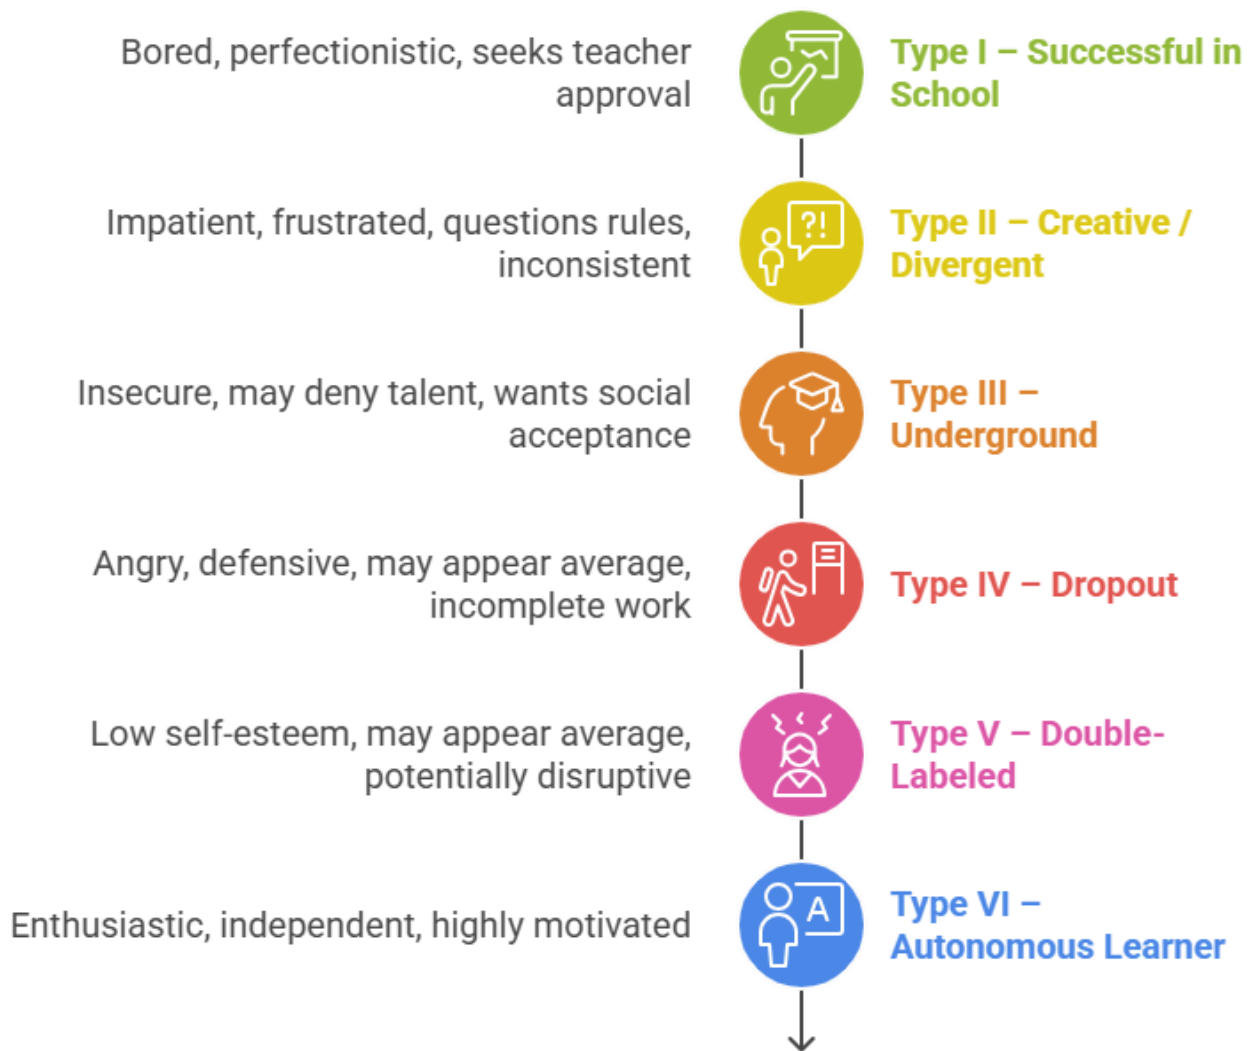 Bored, perfectionistic, seeks teacher
approval
Type I – Successful in
School
Impatient, frustrated, questions rules,
inconsistent
?!
Type II – Creative /
Divergent
Insecure, may deny talent, wants social
acceptance
Type III –
Underground
Angry, defensive, may appear average,
incomplete work
Type IV – Dropout
Low self-esteem, may appear average,
potentially disruptive
Type V – Double-
Labeled
Enthusiastic, independent, highly motivated
A
Type VI –
Autonomous Learner